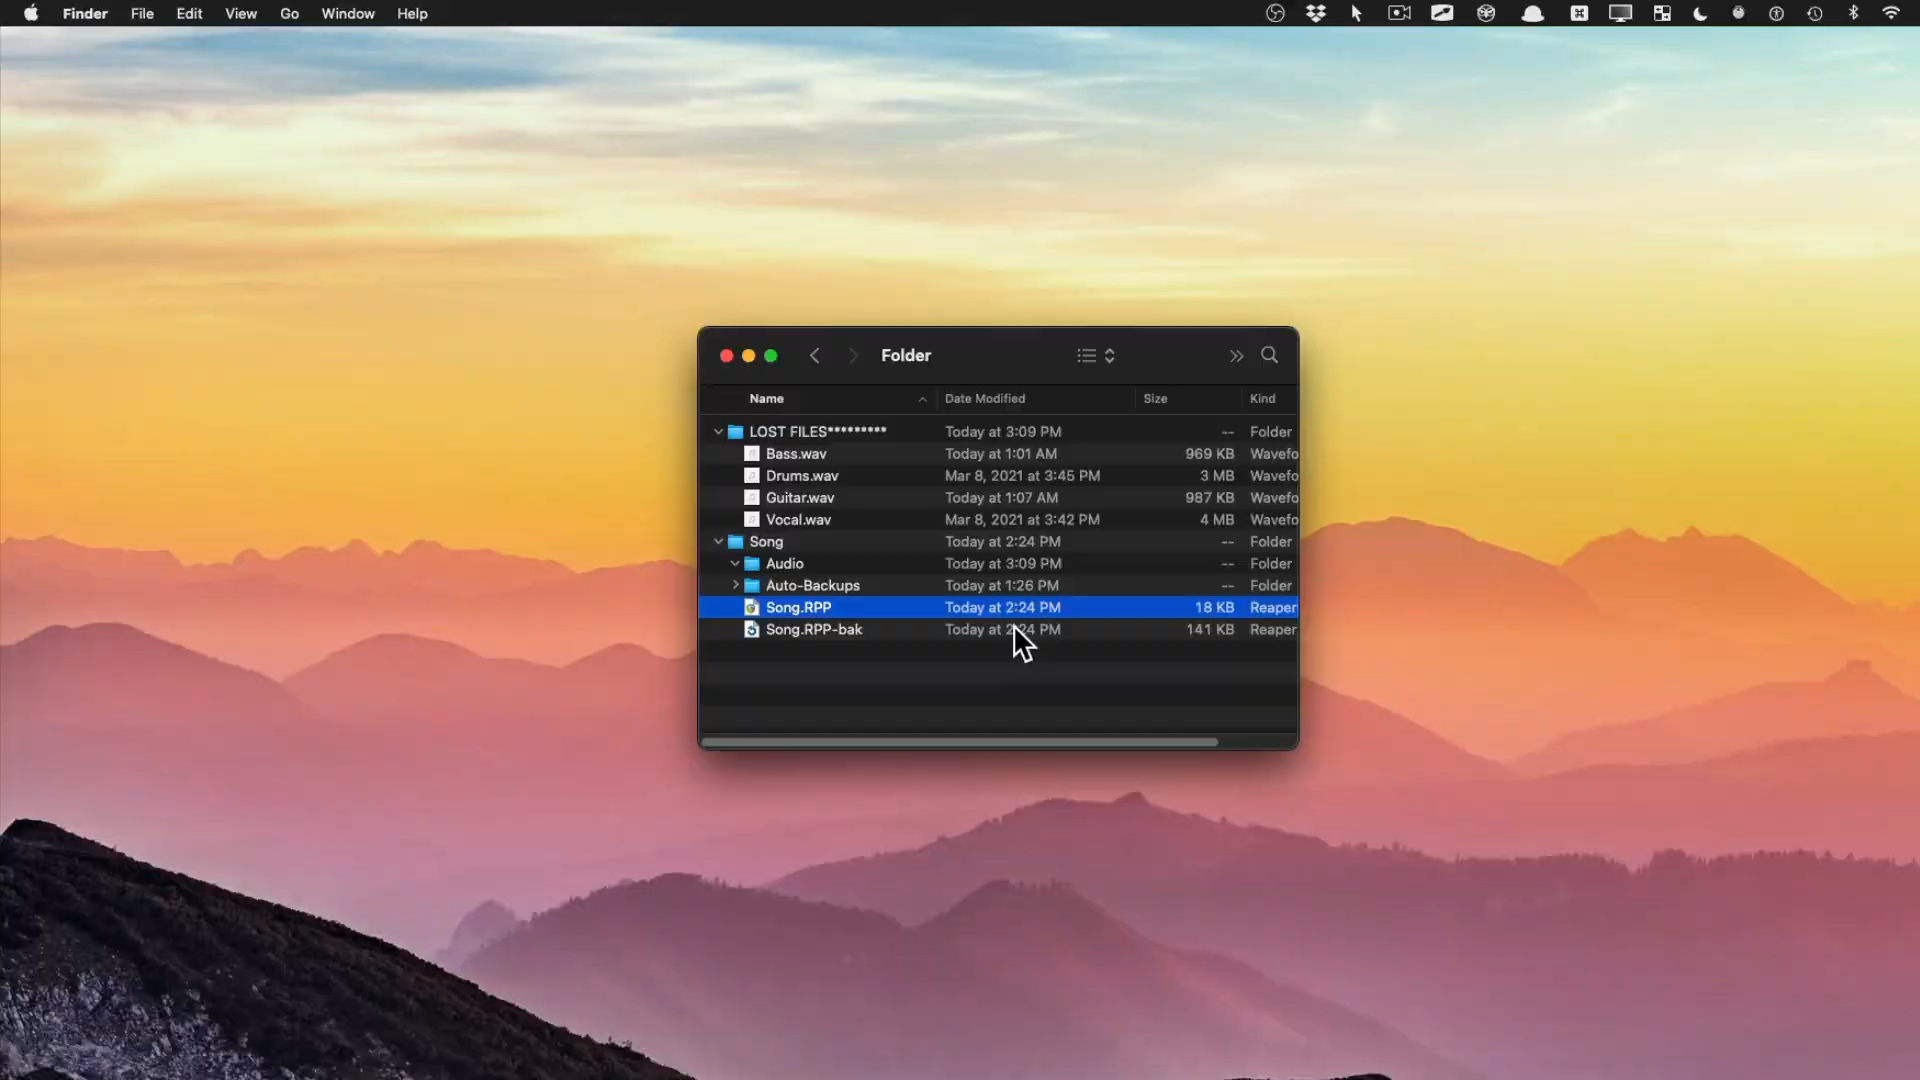 Finder File Edit View Go Window Help
Folder
Name Date Modified Size Kind
LOST FILES********* Today at 3:09 PM -- Folder
Bass.wav Today at 1:01 AM 969 KB Wavefo
Drums.wav Mar 8, 2021 at 3:45 PM 3 MB Wavefo
Guitar.wav Today at 1:07 AM 987 KB Wavefo
Vocal.wav Mar 8, 2021 at 3:42 PM 4 MB Wavefo
Song Today at 2:24 PM -- Folder
Audio Today at 3:09 PM -- Folder
Auto-Backups Today at 1:26 PM -- Folder
Song.RPP Today at 2:24 PM 18 KB Reaper
Song.RPP-bak Today at 2:24 PM 141 KB Reaper